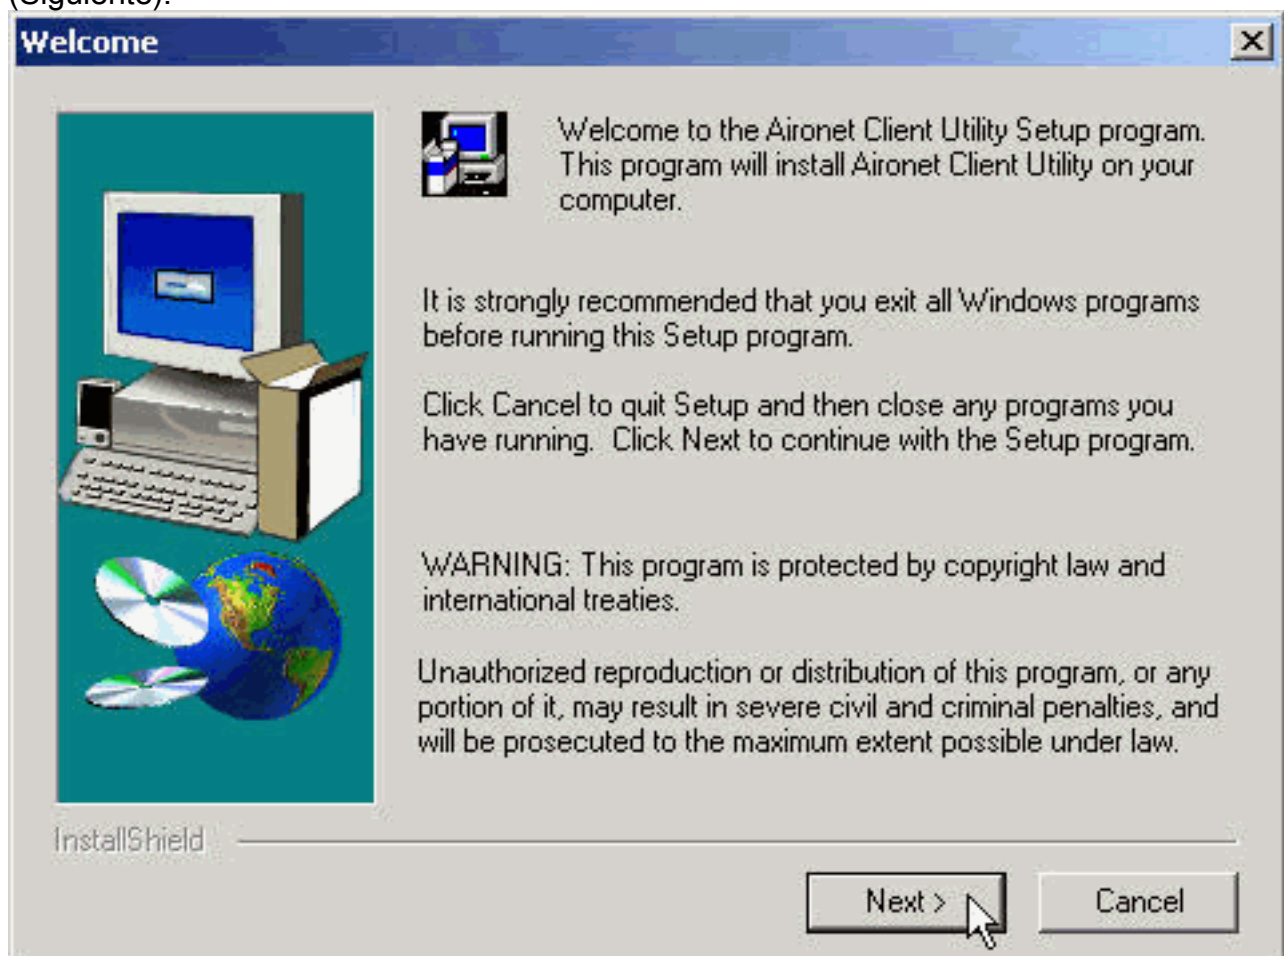 (Siguiente).
Welcome
Welcome to the Aironet Client Utility Setup program.
This program will install Aironet Client Utility on your
computer.
It is strongly recommended that you exit all Windows programs
before running this Setup program.
Click Cancel to quit Setup and then close any programs you
have running. Click Next to continue with the Setup program.
WARNING: This program is protected by copyright law and
international treaties.
Unauthorized reproduction or distribution of this program, or any
portion of it, may result in severe civil and criminal penalties, and
will be prosecuted to the maximum extent possible under law.
InstallShield
Next >
Cancel